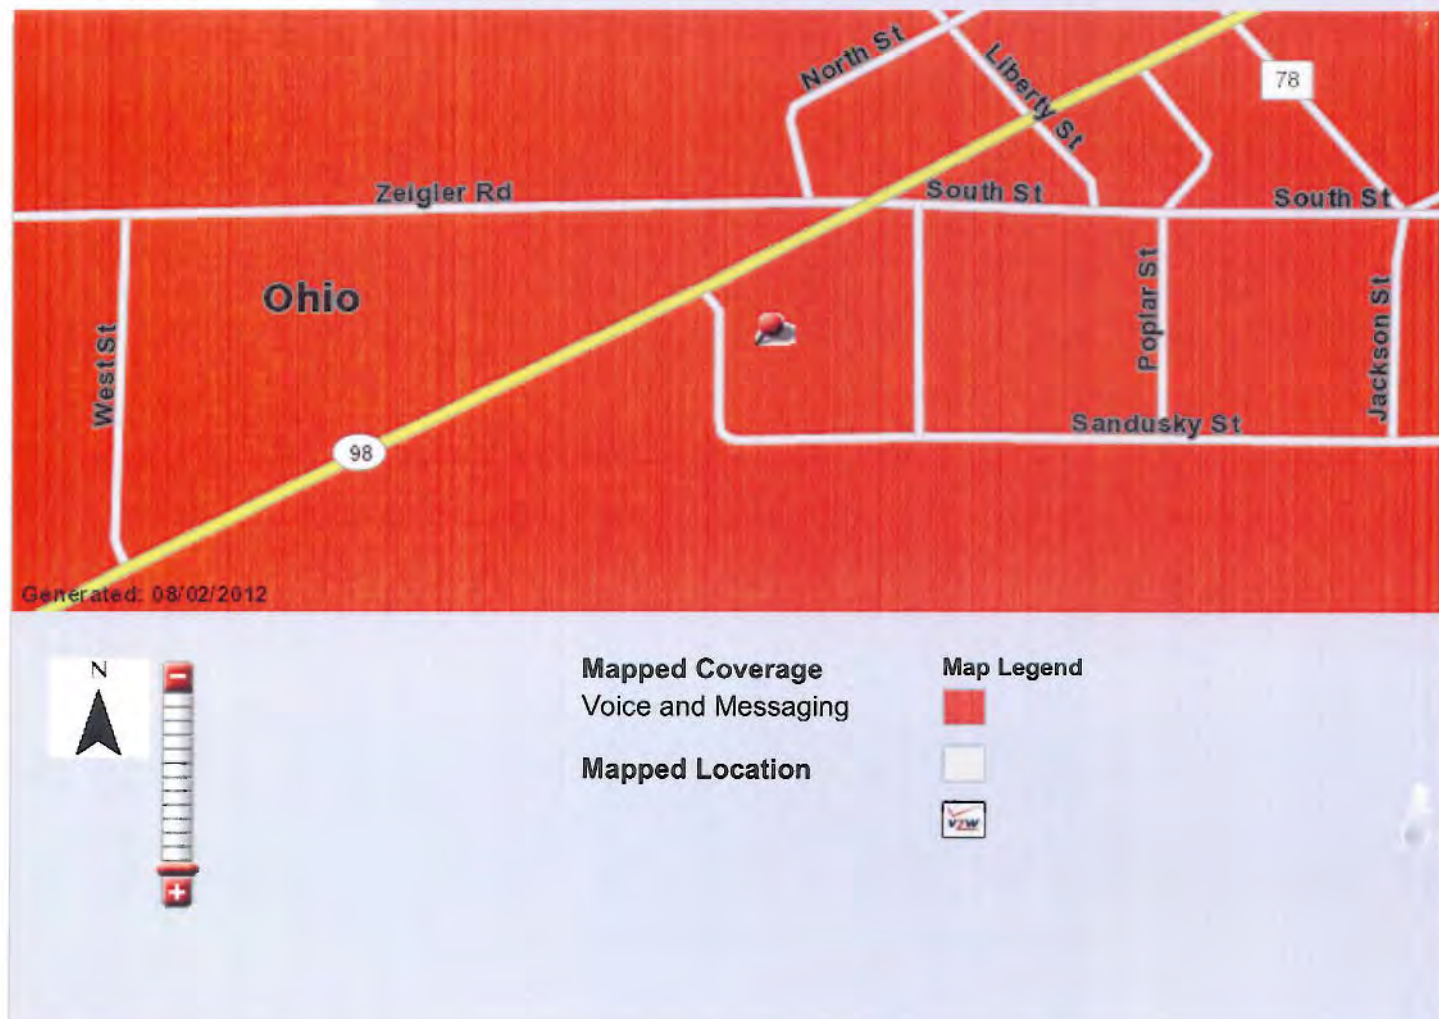 North St
Liberty St
78
Zeigler Rd
South St
South St
Ohio
West St
Poplar St
Jackson St
Sandusky St
98
Generated: 08/02/2012
N
Mapped Coverage
Map Legend
Voice and Messaging
Mapped Location
vzw